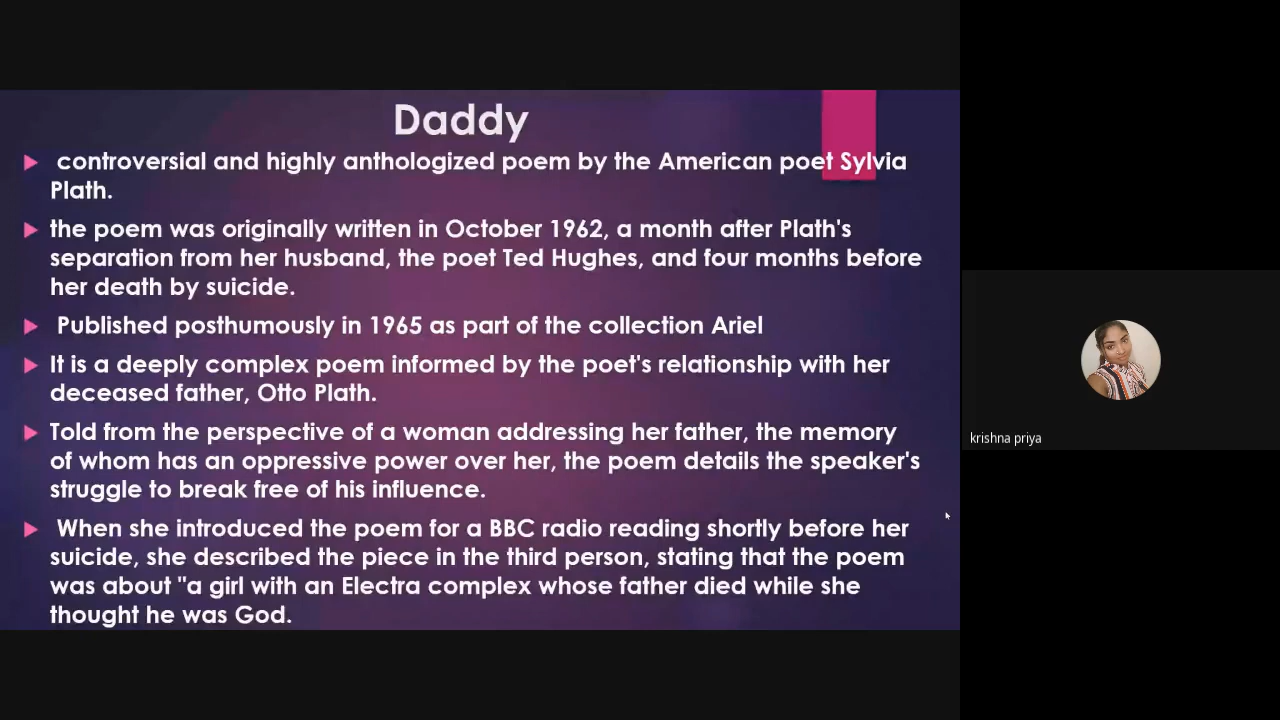 Daddy
controversial and highly anthologized poem by the American poet Sylvia
Plath.
the poem was originally written in October 1962, a month after Plath's
separation from her husband, the poet Ted Hughes, and four months before
her death by suicide.
Published posthumously in 1965 as part of the collection Ariel
It is a deeply complex poem informed by the poet's relationship with her
deceased father, Otto Plath.
Told from the perspective of a woman addressing her father, the memory
of whom has an oppressive power over her, the poem details the speaker's
struggle to break free of his influence.
When she introduced the poem for a BBC radio reading shortly before her
suicide, she described the piece in the third person, stating that the poem
was about "a girl with an Electra complex whose father died while she
thought he was God.
krishna priya